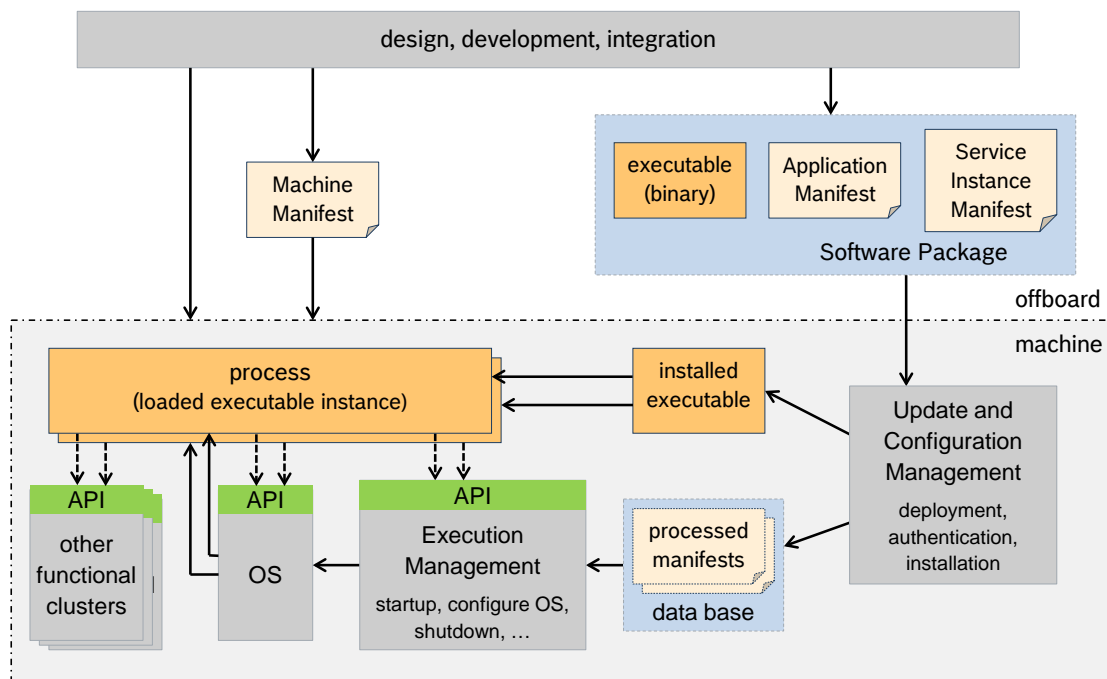 design, development, integration
Machine
Manifest
executable
(binary)
Application
Manifest
Service
Instance
Manifest
Software Package
offboard
machine
process
(loaded executable instance)
installed
executable
Update and
Configuration
Management
deployment,
authentication,
installation
API
other
functional
clusters
API
OS
API
Execution
Management
startup, configure OS,
shutdown, …
processed
manifests
data base